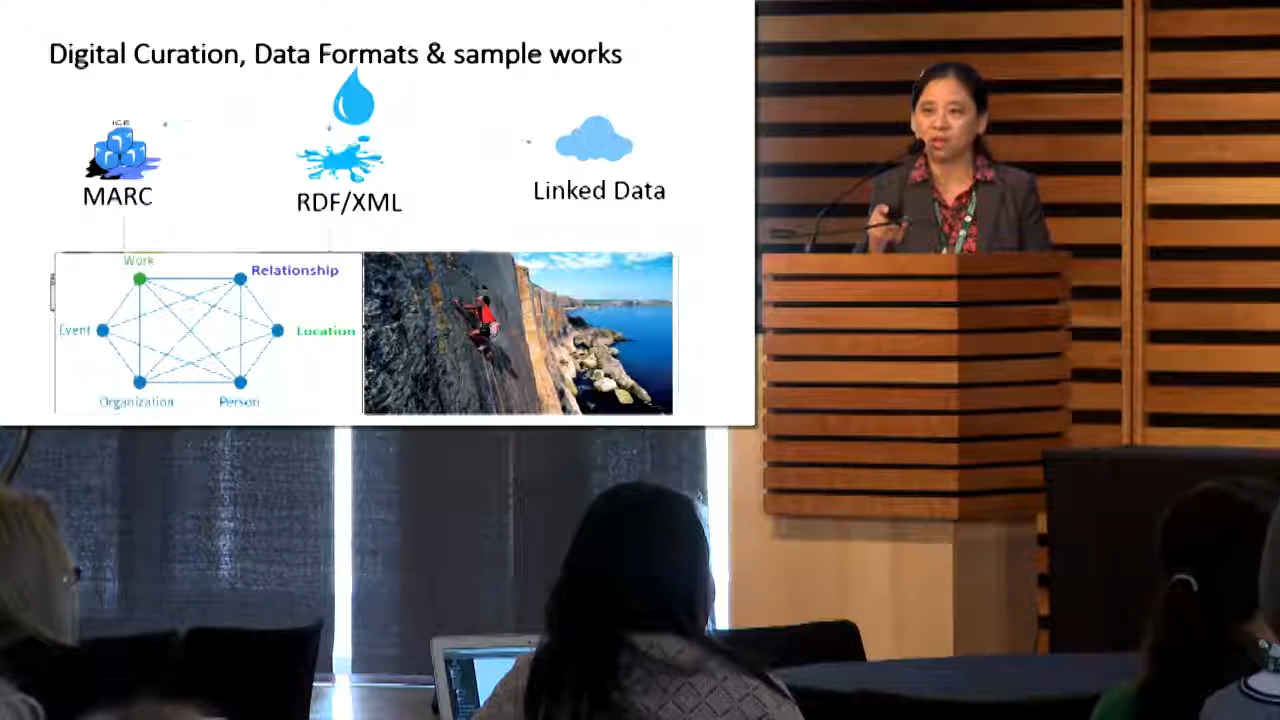 Digital Curation, Data Formats & sample works
ICE
MARC
RDF/XML
Linked Data
Work
Relationship
Event
Location
Organization
Person